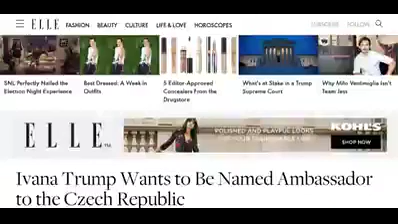 ELLE FASHION BEAUTY CULTURE LIFE & LOVE HOROSCOPES SUBSCRIBE FOLLOW
SNL Perfectly Nailed the
Election Night Experience
Best Dressed: A Week in
Outfits
5 Editor-Approved
Concealers From the
Drugstore
What's at Stake in a Trump
Supreme Court
Why Milo Ventimiglia Isn't
Team Jess
ELLE
POLISHED AND PLAYFUL LOOKS
KOHL'S
SHOP NOW
Ivana Trump Wants to Be Named Ambassador
to the Czech Republic